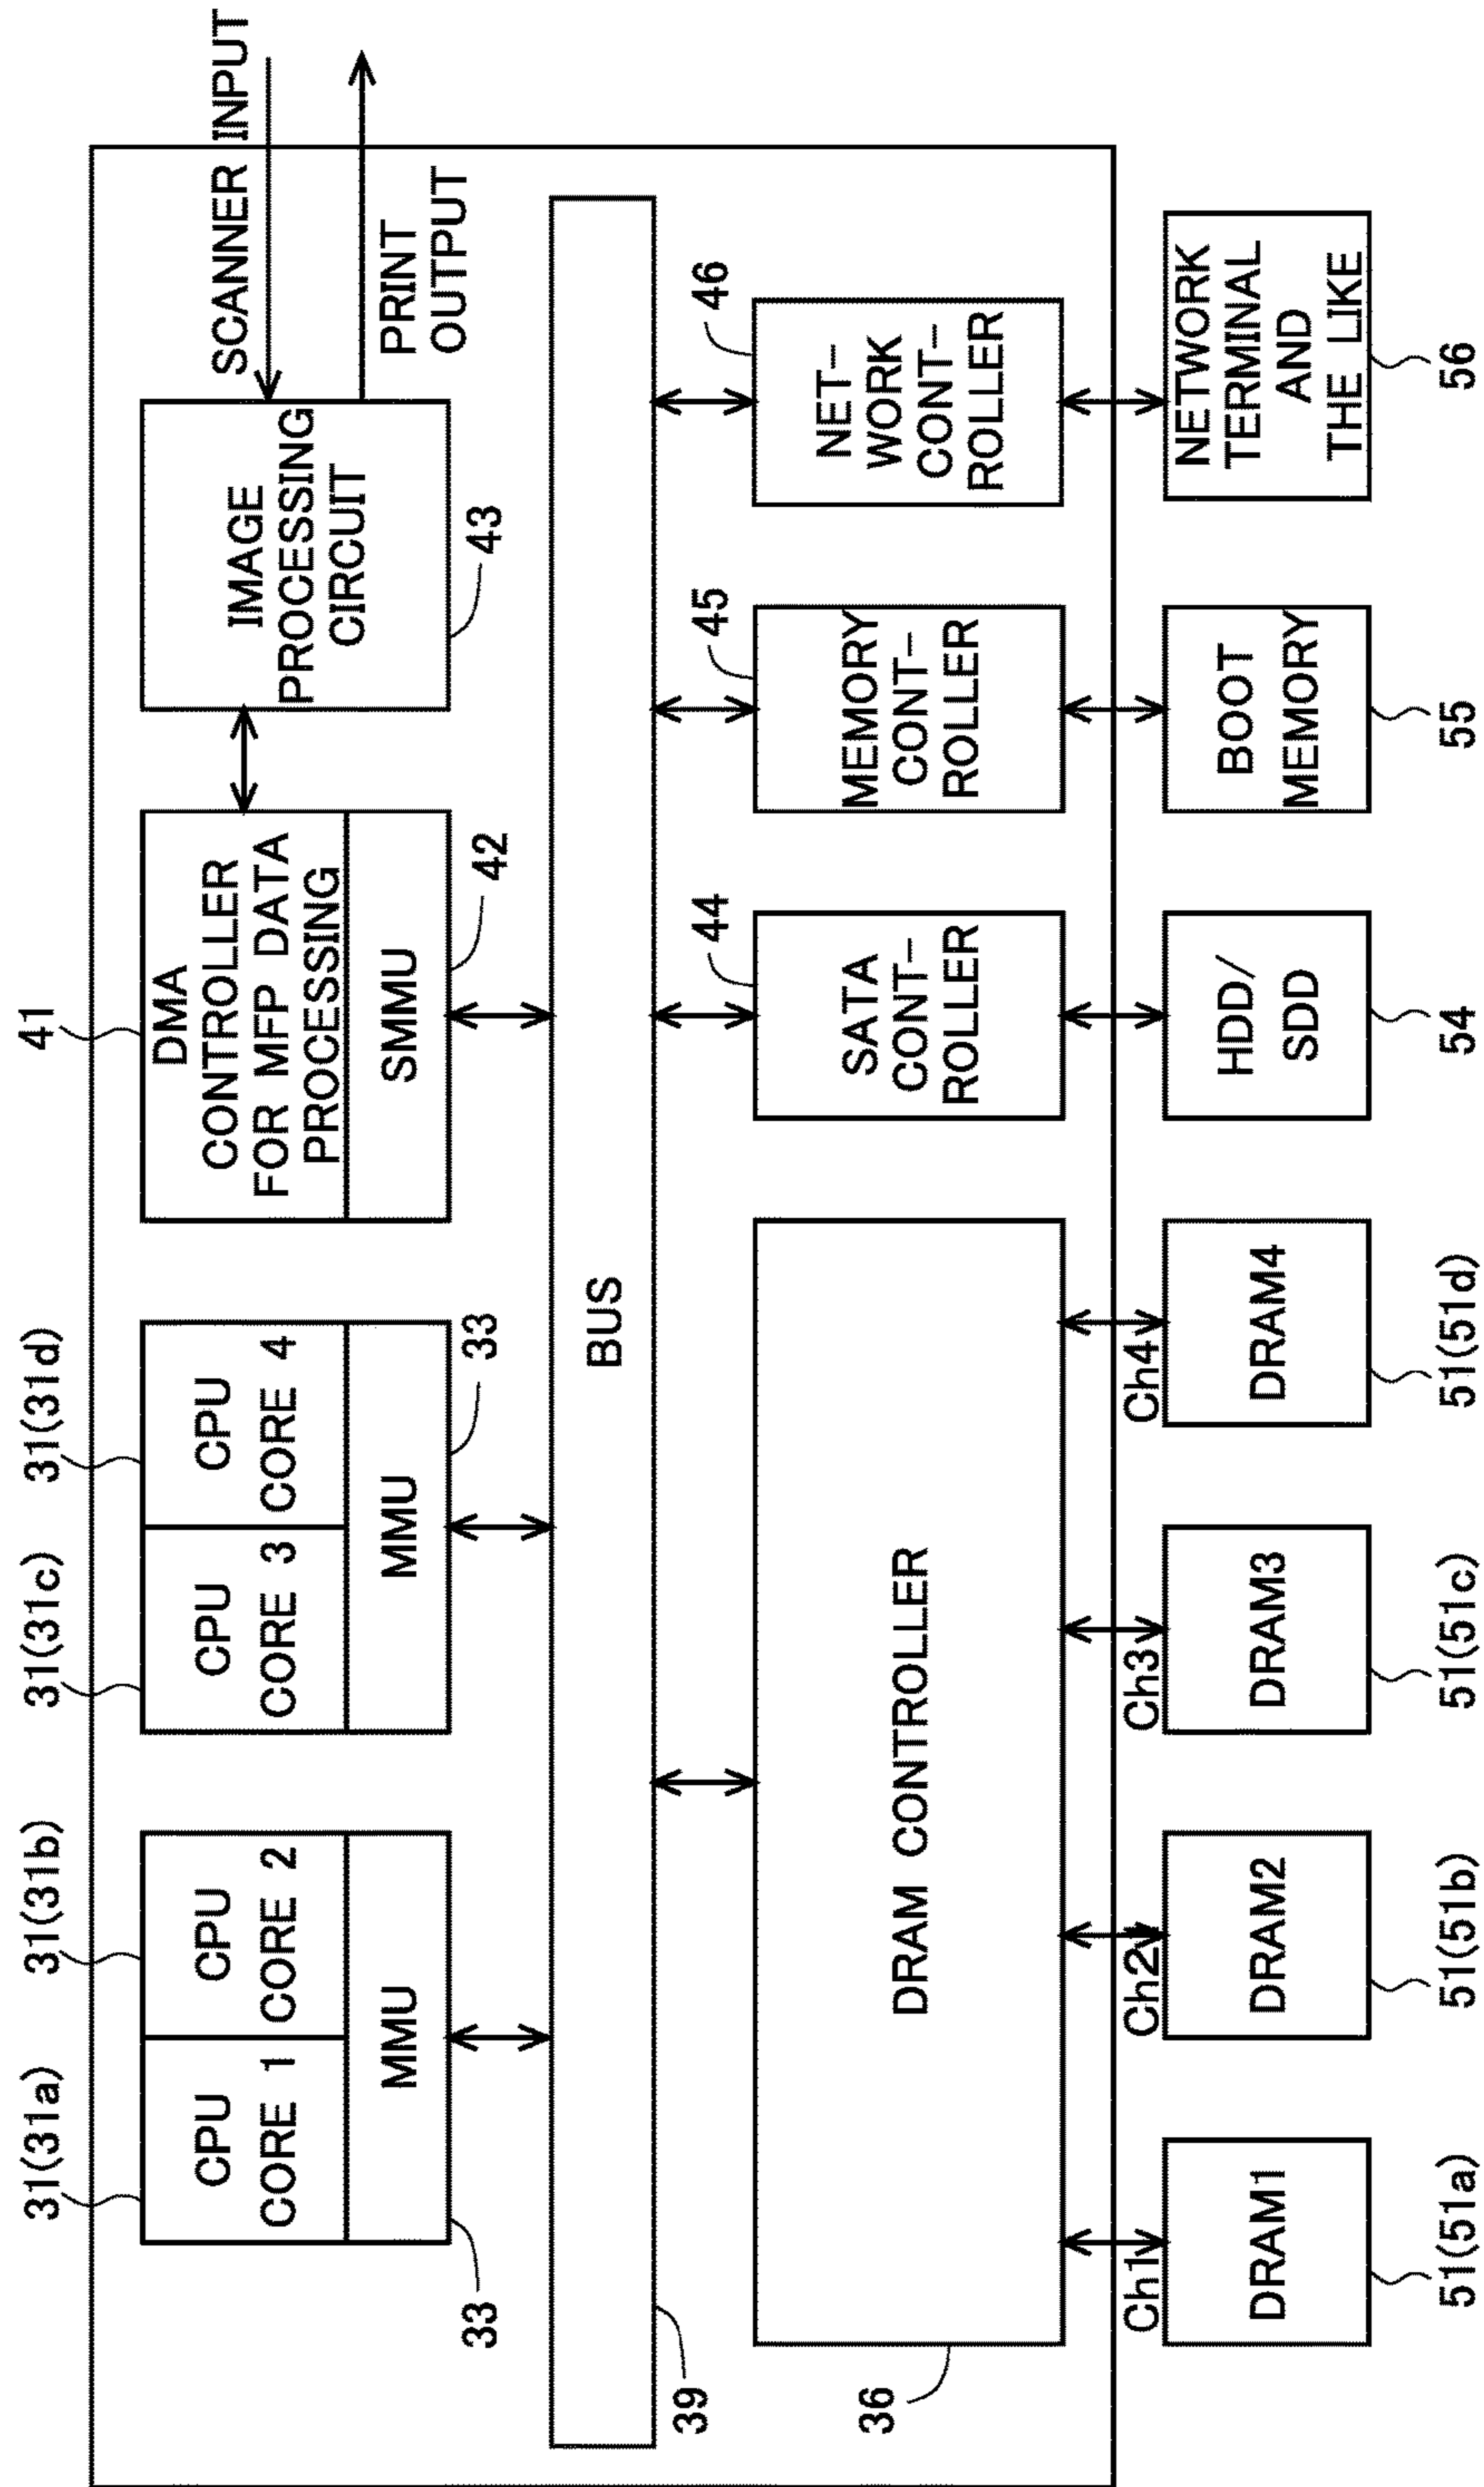 31(31a)
31(31b)
31(31c)
31(31d)
41
SCANNER INPUT
CPU
CORE 1
CPU
CORE 2
CPU
CORE 3
CPU
CORE 4
DMA
CONTROLLER
FOR MFP DATA
PROCESSING
IMAGE
PROCESSING
CIRCUIT
PRINT
OUTPUT
MMU
MMU
SMMU
33
33
42
43
BUS
39
44
45
46
DRAM CONTROLLER
SATA
CONT-
ROLLER
MEMORY
CONT-
ROLLER
NET-
WORK
CONT-
ROLLER
36
Ch1
Ch2
Ch3
Ch4
DRAM1
DRAM2
DRAM3
DRAM4
HDD/
SDD
BOOT
MEMORY
NETWORK
TERMINAL
AND
THE LIKE
51(51a)
51(51b)
51(51c)
51(51d)
54
55
56